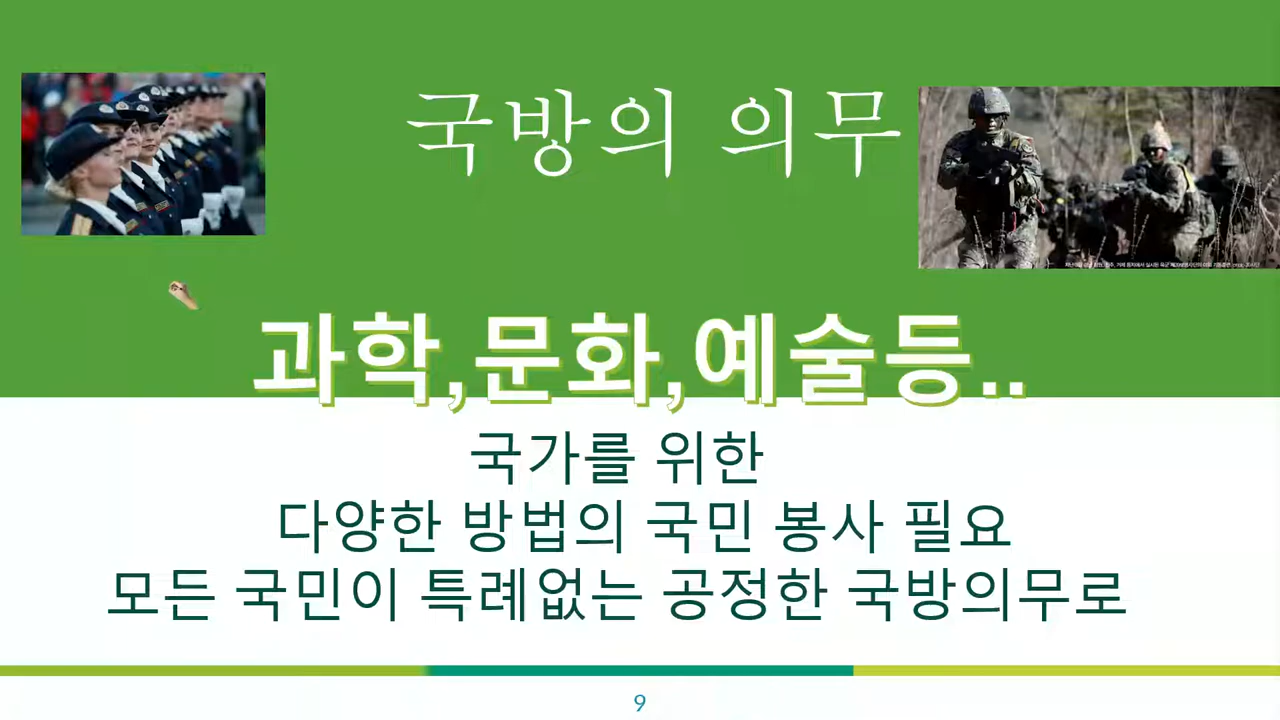 국방의 의무
과학,문화,예술등..
국가를 위한
다양한 방법의 국민 봉사 필요
모든 국민이 특례없는 공정한 국방의무로
9